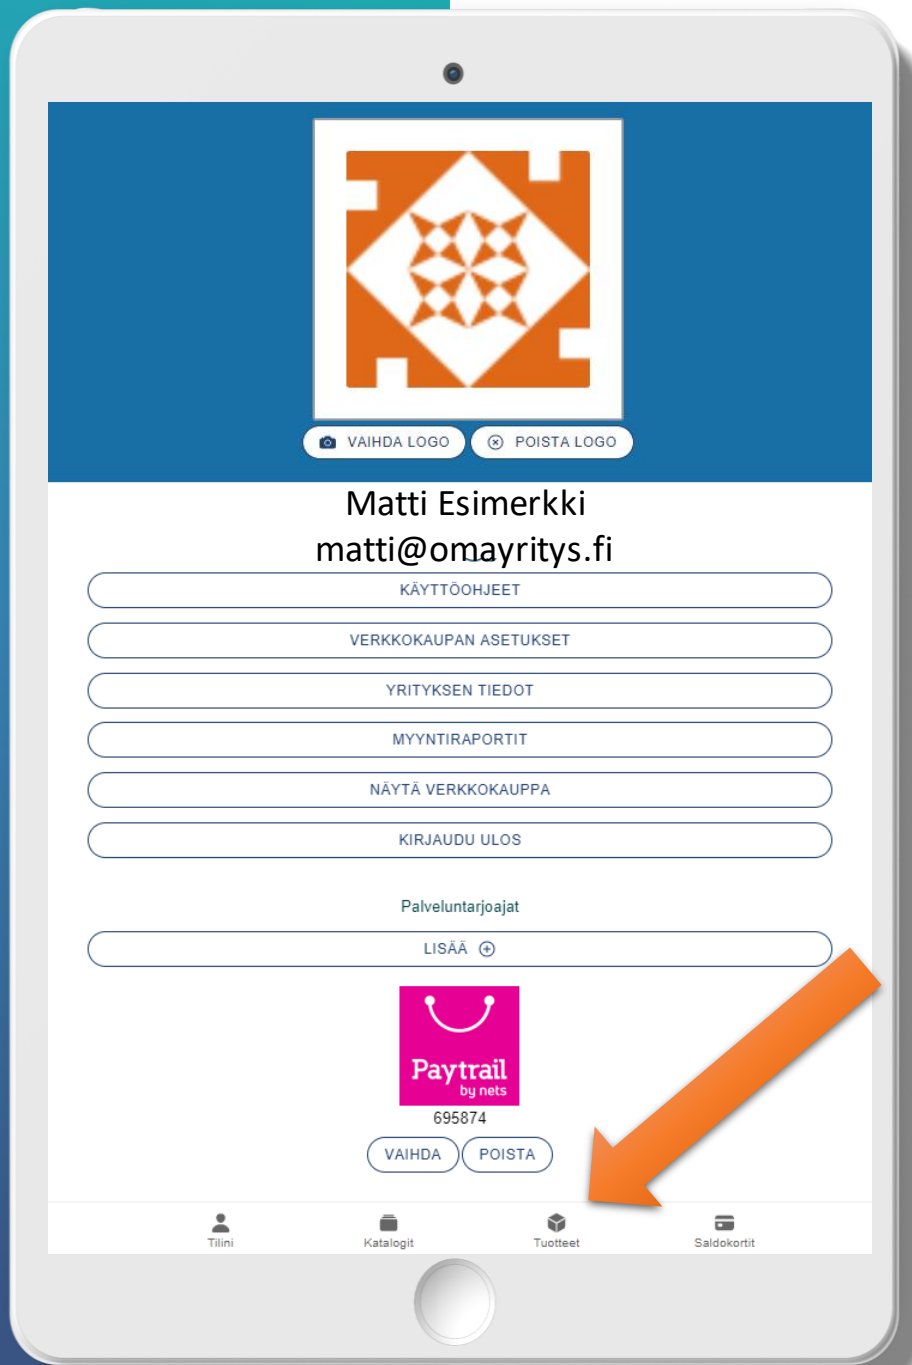 VAIHDA LOGO
POISTA LOGO
Matti Esimerkki
matti@omayritys.fi
KÄYTTÖOHJEET
VERKKOKAUPAN ASETUKSET
YRITYKSEN TIEDOT
MYYNTIRAPORTIT
NÄYTÄ VERKKOKAUPPA
KIRJAUDU ULOS
Palveluntarjoajat
LISÄÄ
Paytrail
by nets
695874
VAIHDA
POISTA
Tilini
Katalogit
Tuotteet
Saldokortit